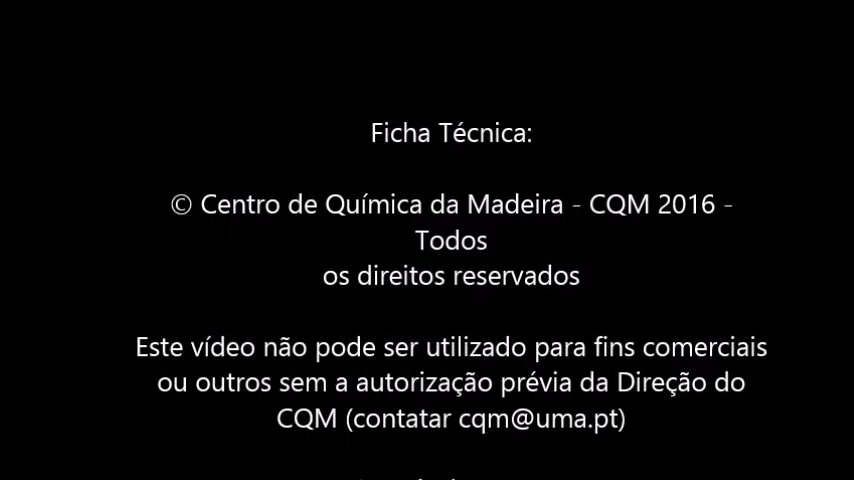 Ficha Técnica:
© Centro de Química da Madeira - CQM 2016 -
Todos
os direitos reservados
Este vídeo não pode ser utilizado para fins comerciais
ou outros sem a autorização prévia da Direção do
CQM (contatar cqm@uma.pt)